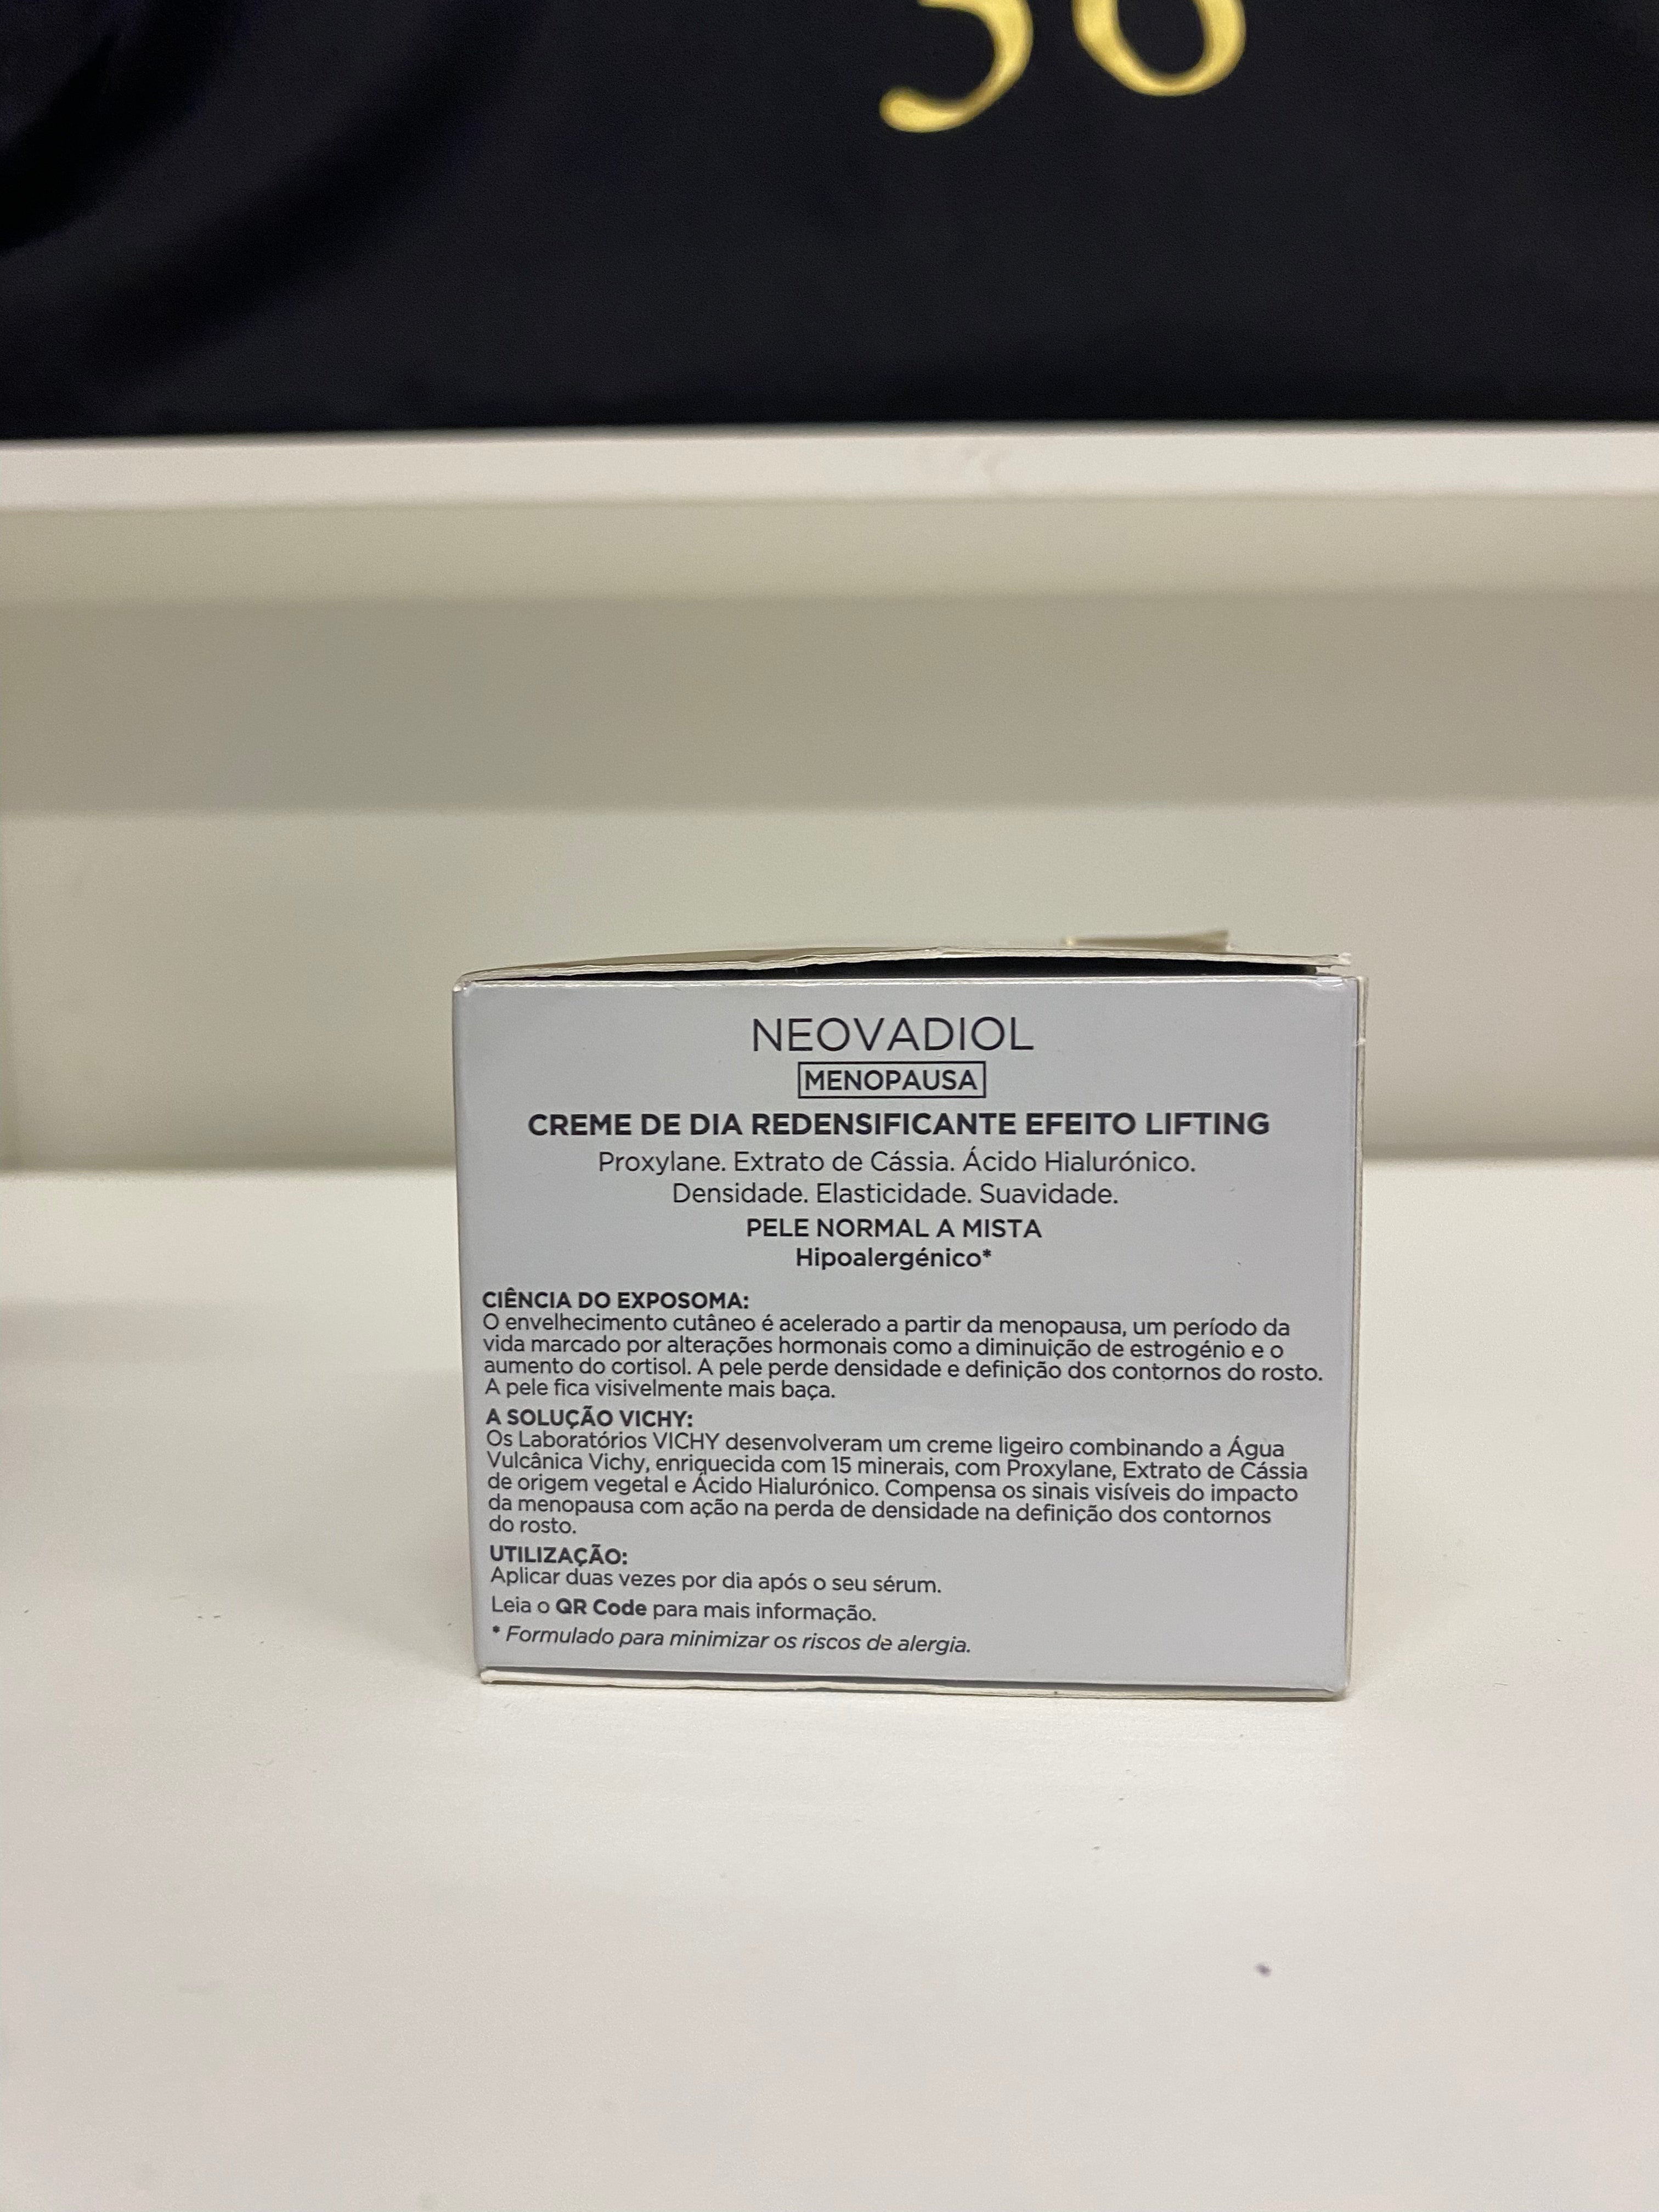 NEOVADIOL
MENOPAUSA
CREME DE DIA REDENSIFICANTE EFEITO LIFTING
Proxylane. Extrato de Cássia. Ácido Hialurónico.
Densidade. Elasticidade. Suavidade.
PELE NORMAL A MISTA
Hipoalergénico*
CIÊNCIA DO EXPOSOMA:
O envelhecimento cutâneo é acelerado a partir da menopausa, um período da
vida marcado por alterações hormonais como a diminuição de estrogénio e o
aumento do cortisol. A pele perde densidade e definição dos contornos do rosto.
A pele fica visivelmente mais baça.
A SOLUÇÃO VICHY:
Os Laboratórios VICHY desenvolveram um creme ligeiro combinando a Água
Vulcânica Vichy, enriquecida com 15 minerais, com Proxylane, Extrato de Cássia
de origem vegetal e Ácido Hialurónico. Compensa os sinais visíveis do impacto
da menopausa com ação na perda de densidade na definição dos contornos
do rosto.
UTILIZAÇÃO:
Aplicar duas vezes por dia após o seu sérum.
Leia o QR Code para mais informação.
* Formulado para minimizar os riscos de alergia.